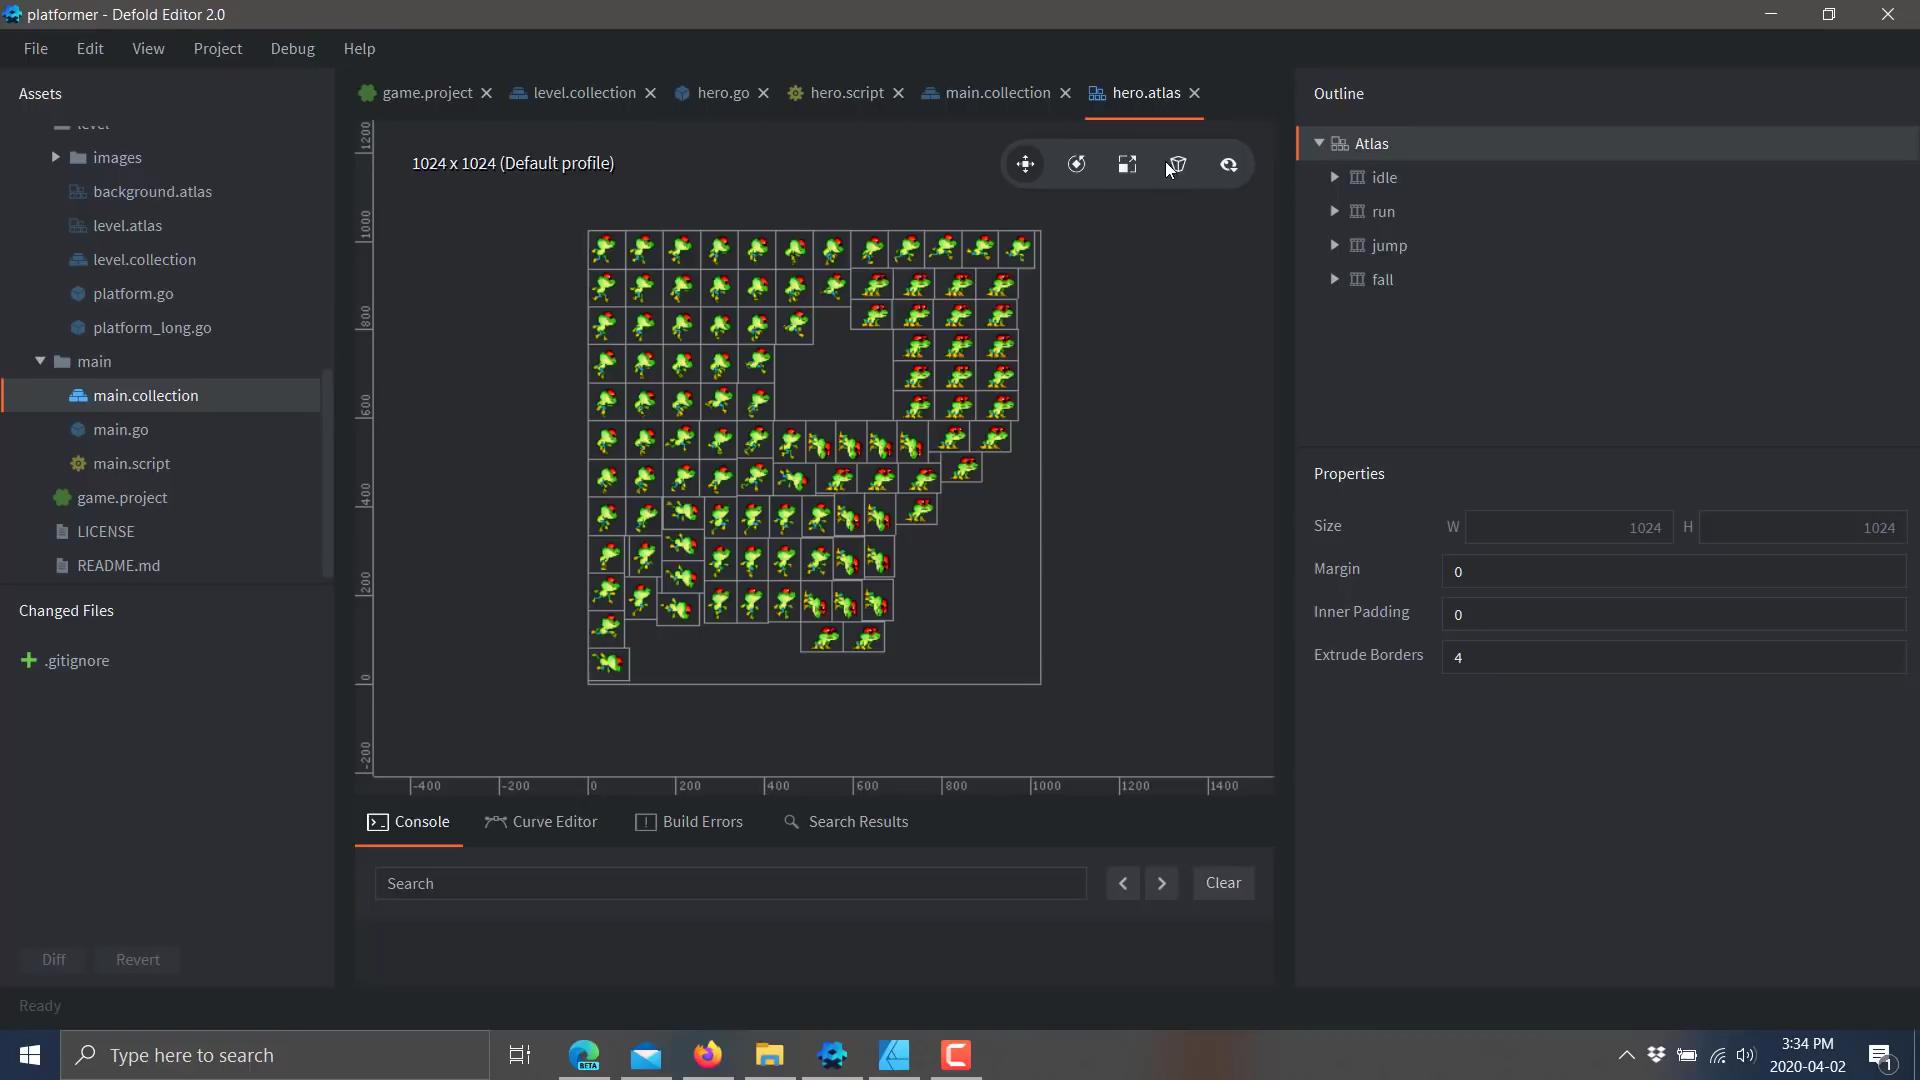 platformer - Defold Editor 2.0
File Edit View Project Debug Help
Assets
level
images
background.atlas
level.atlas
level.collection
platform.go
platform_long.go
main
main.collection
main.go
main.script
game.project
LICENSE
README.md
Changed Files
.gitignore
Diff Revert
Ready
game.project level.collection hero.go hero.script main.collection hero.atlas
1024 x 1024 (Default profile)
1200
1000
800
600
400
200
0
-200
-400 -200 0 200 400 600 800 1000 1200 1400
Console Curve Editor Build Errors Search Results
Search Clear
Outline
Atlas
idle
run
jump
fall
Properties
Size W 1024 H 1024
Margin 0
Inner Padding 0
Extrude Borders 4
Type here to search
BETA
3:34 PM
2020-04-02
1